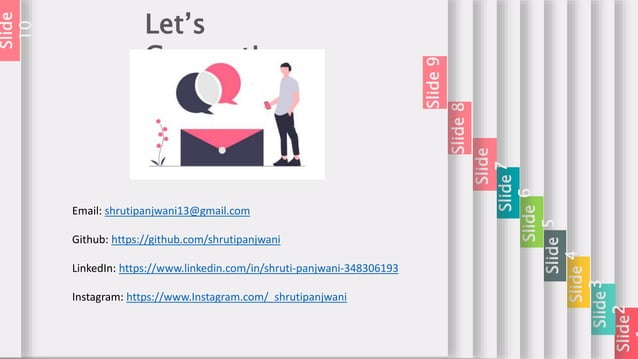 Slide
10
Let's
Email: shrutipanjwani13@gmail.com
Github: https://github.com/shrutipanjwani
LinkedIn: https://www.linkedin.com/in/shruti-panjwani-348306193
Instagram: https://www.Instagram.com/_shrutipanjwani
Slide 9
Slide 8
Slide
7
Slide
6
Slide
5
Slide
4
Slide
3
Slide
2
Slide